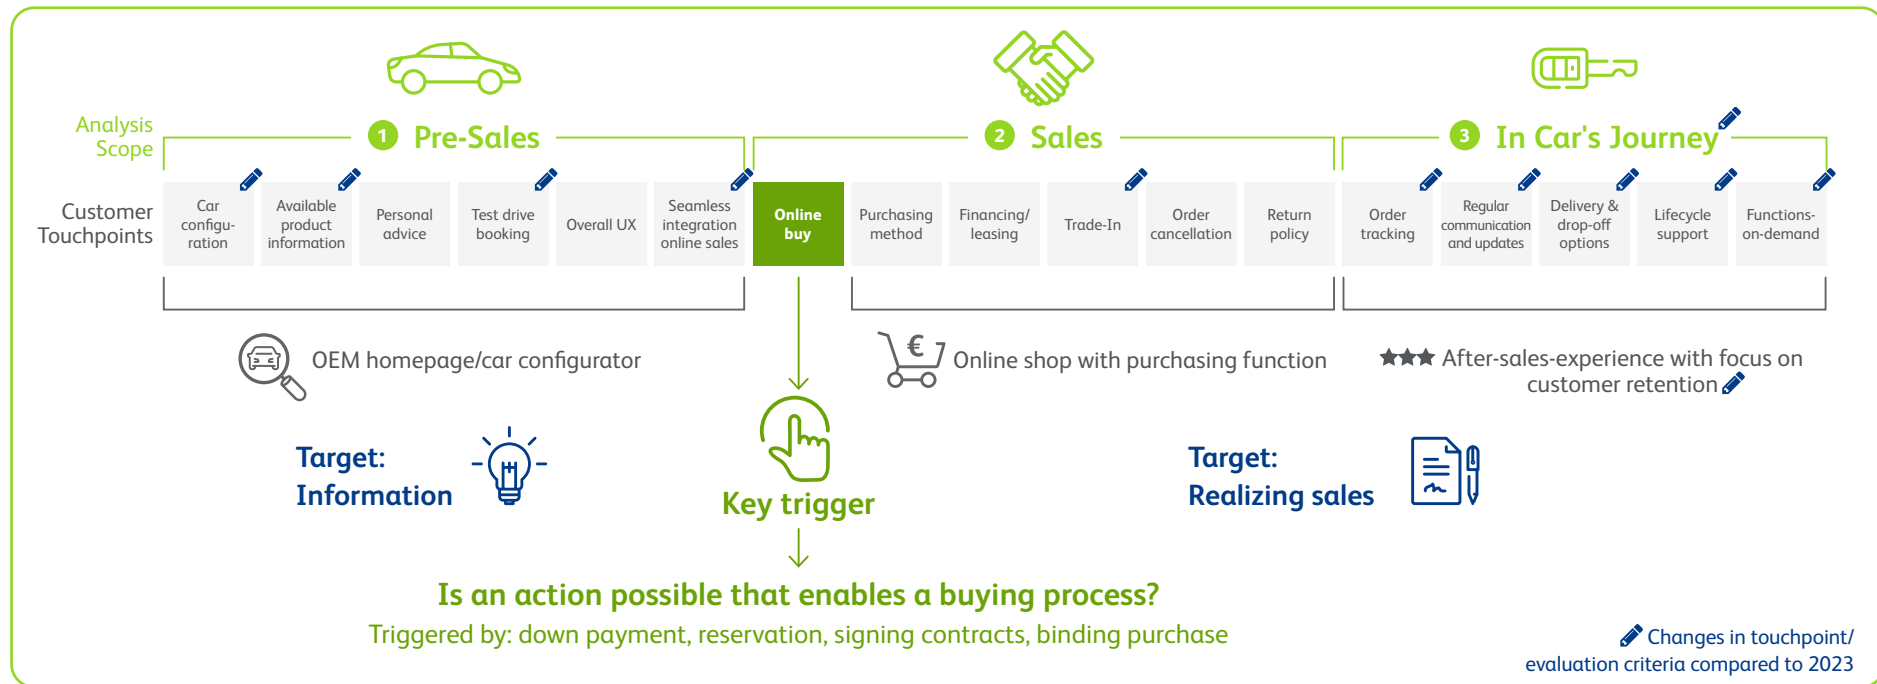 Analysis
Scope
1 Pre-Sales
2 Sales
3 In Car's Journey
Customer
Touchpoints
Car
configu-
ration
Available
product
information
Personal
advice
Test drive
booking
Overall UX
Seamless
integration
online sales
Online
buy
Purchasing
method
Financing/
leasing
Trade-In
Order
cancellation
Return
policy
Order
tracking
Regular
communication
and updates
Delivery &
drop-off
options
Lifecycle
support
Functions-
on-demand
OEM homepage/car configurator
€
Online shop with purchasing function
After-sales-experience with focus on
customer retention
Target:
Information
Key trigger
Target:
Realizing sales
Is an action possible that enables a buying process?
Triggered by: down payment, reservation, signing contracts, binding purchase
Changes in touchpoint/
evaluation criteria compared to 2023